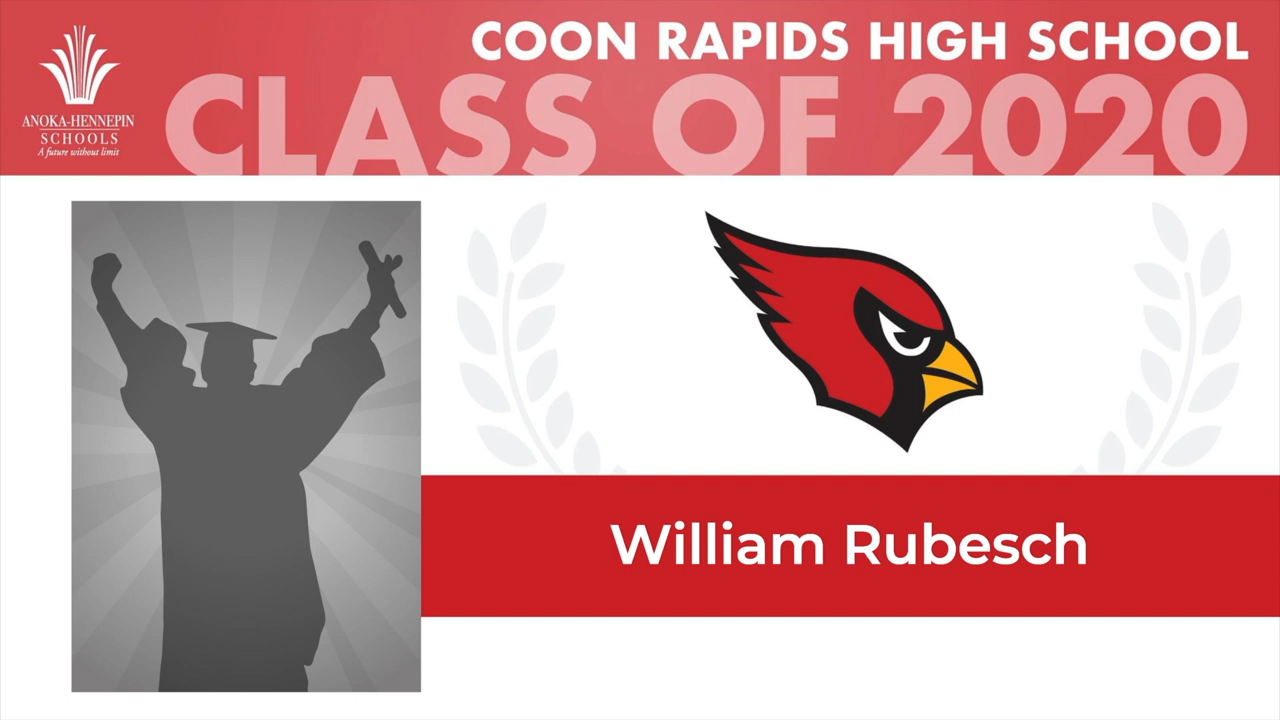 COON RAPIDS HIGH SCHOOL
CLASS OF 2020
ANOKA-HENNEPIN
SCHOOLS
A future without limit
William Rubesch